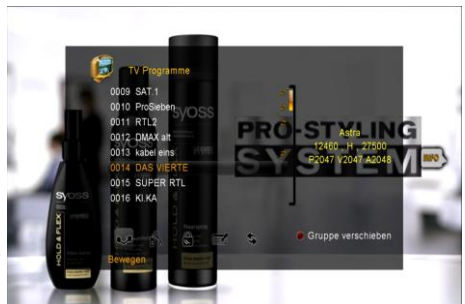 TV Programme
0009 SAT.1
0010 ProSieben
0011 RTL2
0012 DMAX alt
0013 kabel eins
0014 DAS VIERTE
0015 SUPER RTL
0016 KI.KA
Astra
12460 H 27500
P2047 V2047 A2048
INFO
Bewegen
Gruppe verschieben
PRO-STYLING
SYSTEM
syoss
syoss
HOLD & FLEX